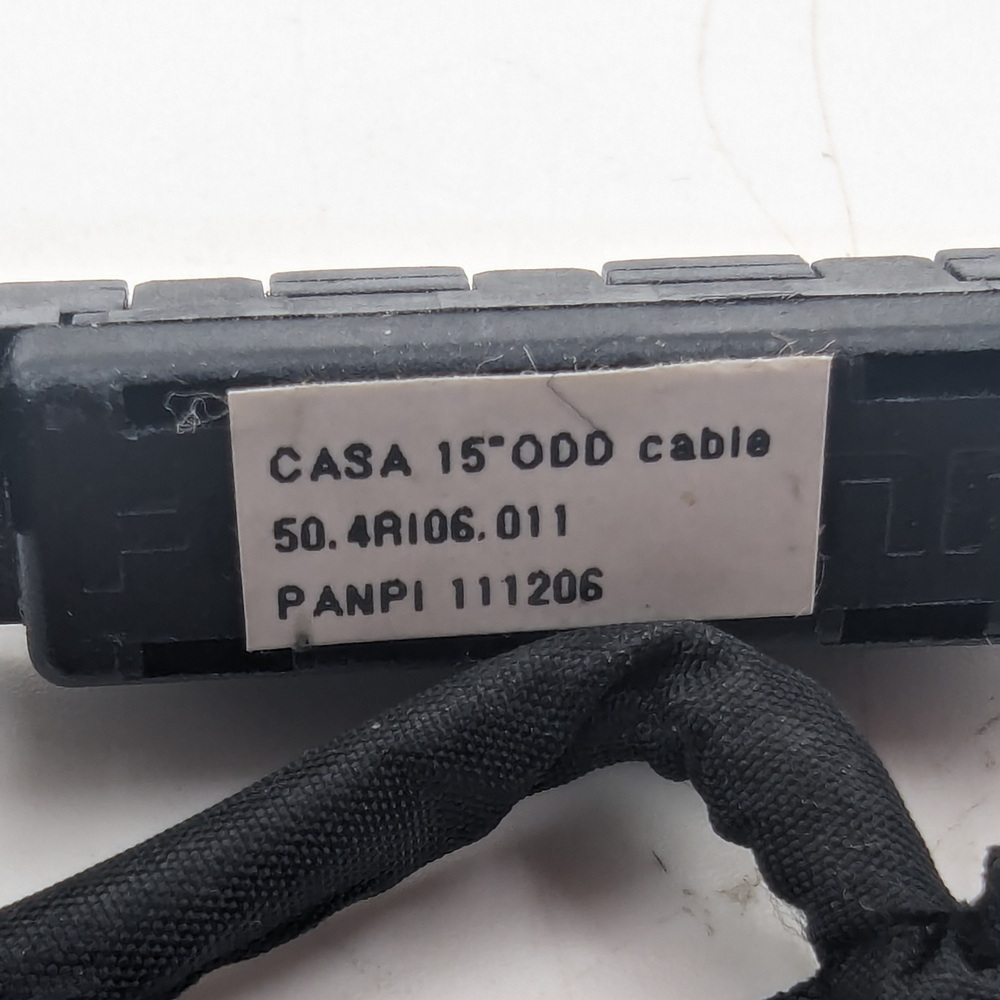 CASA 15"ODD cable
50.4RI06.011
PANPI 111206